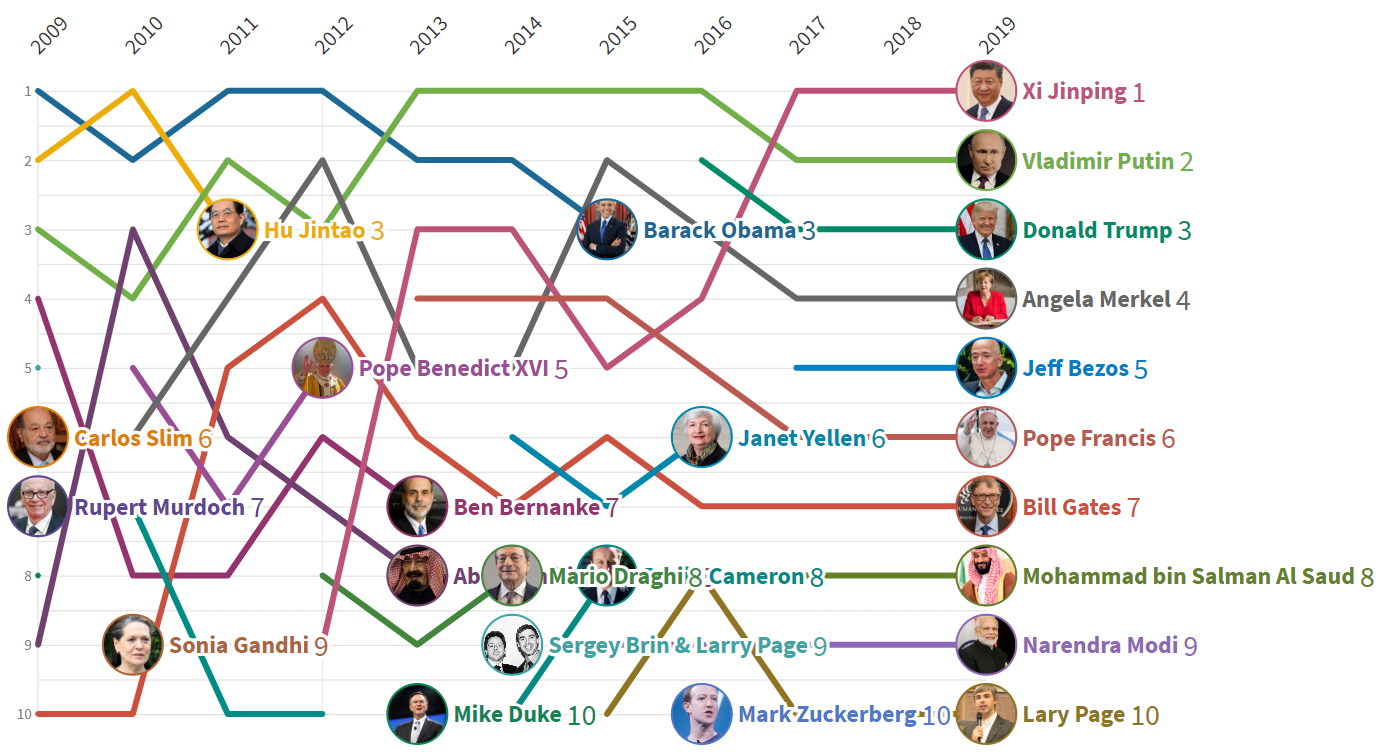 2009 2010 2011 2012 2013 2014 2015 2016 2017 2018 2019
1 Xi Jinping 1
2 Vladimir Putin 2
3 Hu Jintao 3 Barack Obama 3 Donald Trump 3
4 Angela Merkel 4
5 Pope Benedict XVI 5 Jeff Bezos 5
Carlos Slim 6 Janet Yellen 6 Pope Francis 6
Rupert Murdoch 7 Ben Bernanke 7 Bill Gates 7
8 Ab Mario Draghi 8 Cameron 8 Mohammad bin Salman Al Saud 8
9 Sonia Gandhi 9 Sergey Brin & Larry Page 9 Narendra Modi 9
10 Mike Duke 10 Mark Zuckerberg 10 Lary Page 10